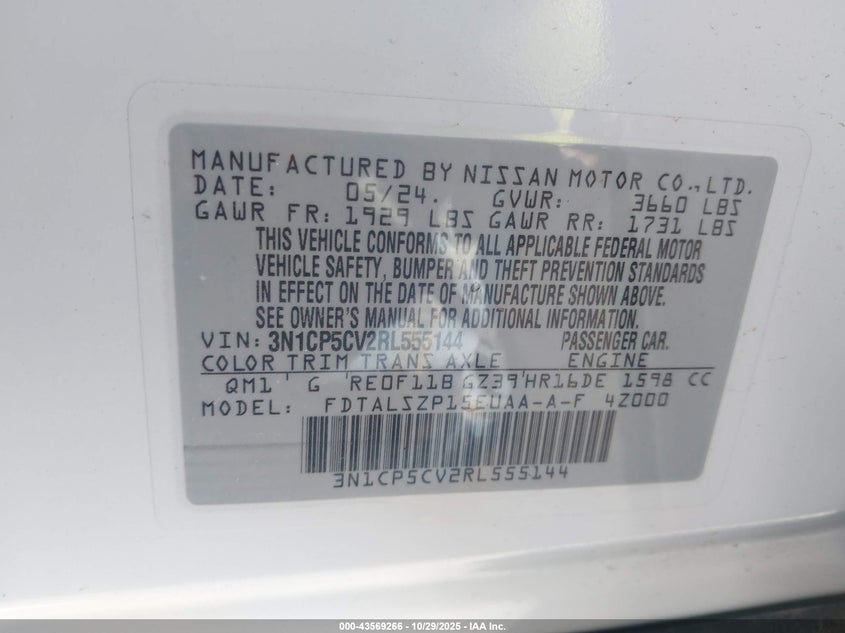 MANUFACTURED BY NISSAN MOTOR CO.,LTD.
DATE: 05/24. GVWR: 3660 LBS
GAWR FR: 1929 LBS GAWR RR: 1731 LBS
THIS VEHICLE CONFORMS TO ALL APPLICABLE FEDERAL MOTOR
VEHICLE SAFETY, BUMPER AND THEFT PREVENTION STANDARDS
IN EFFECT ON THE DATE OF MANUFACTURE SHOWN ABOVE.
SEE OWNER'S MANUAL FOR ADDITIONAL INFORMATION.
VIN: 3N1CP5CV2RL555144 PASSENGER CAR.
COLOR TRIM TRANS AXLE ENGINE
QM1 G RE0F11B GZ39 HR16DE 1598 CC
MODEL: FDTALSZP15EUAA-A-F 4Z000
3N1CP5CV2RL555144
000-43569266 - 10/29/2025 - IAA Inc.